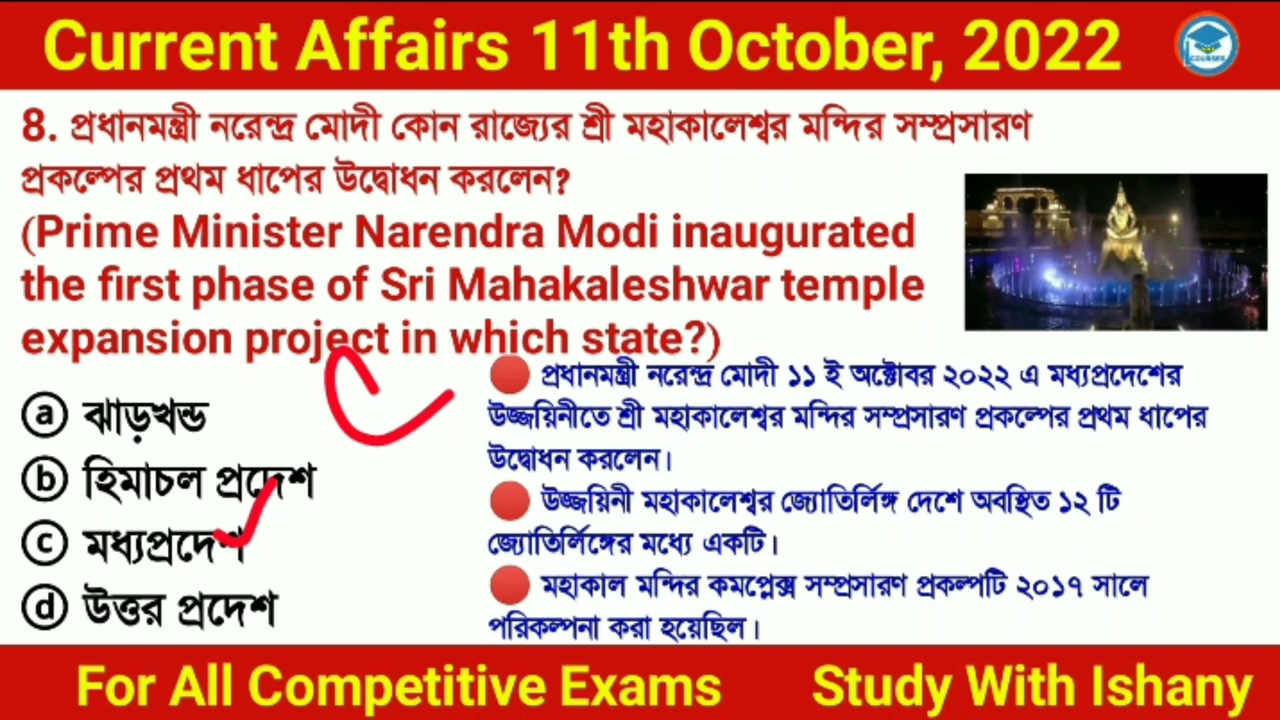 Current Affairs 11th October, 2022
COURSES
8. প্রধানমন্ত্রী নরেন্দ্র মোদী কোন রাজ্যের শ্রী মহাকালেশ্বর মন্দির সম্প্রসারণ
প্রকল্পের প্রথম ধাপের উদ্বোধন করলেন?
(Prime Minister Narendra Modi inaugurated
the first phase of Sri Mahakaleshwar temple
expansion project in which state?)
ⓐ ঝাড়খন্ড
ⓑ হিমাচল প্রদেশ
ⓒ মধ্যপ্রদেশ
ⓓ উত্তর প্রদেশ
প্রধানমন্ত্রী নরেন্দ্র মোদী ১১ ই অক্টোবর ২০২২ এ মধ্যপ্রদেশের
উজ্জয়িনীতে শ্রী মহাকালেশ্বর মন্দির সম্প্রসারণ প্রকল্পের প্রথম ধাপের
উদ্বোধন করলেন।
উজ্জয়িনী মহাকালেশ্বর জ্যোতির্লিঙ্গ দেশে অবস্থিত ১২ টি
জ্যোতির্লিঙ্গের মধ্যে একটি।
মহাকাল মন্দির কমপ্লেক্স সম্প্রসারণ প্রকল্পটি ২০১৭ সালে
পরিকল্পনা করা হয়েছিল।
For All Competitive Exams
Study With Ishany